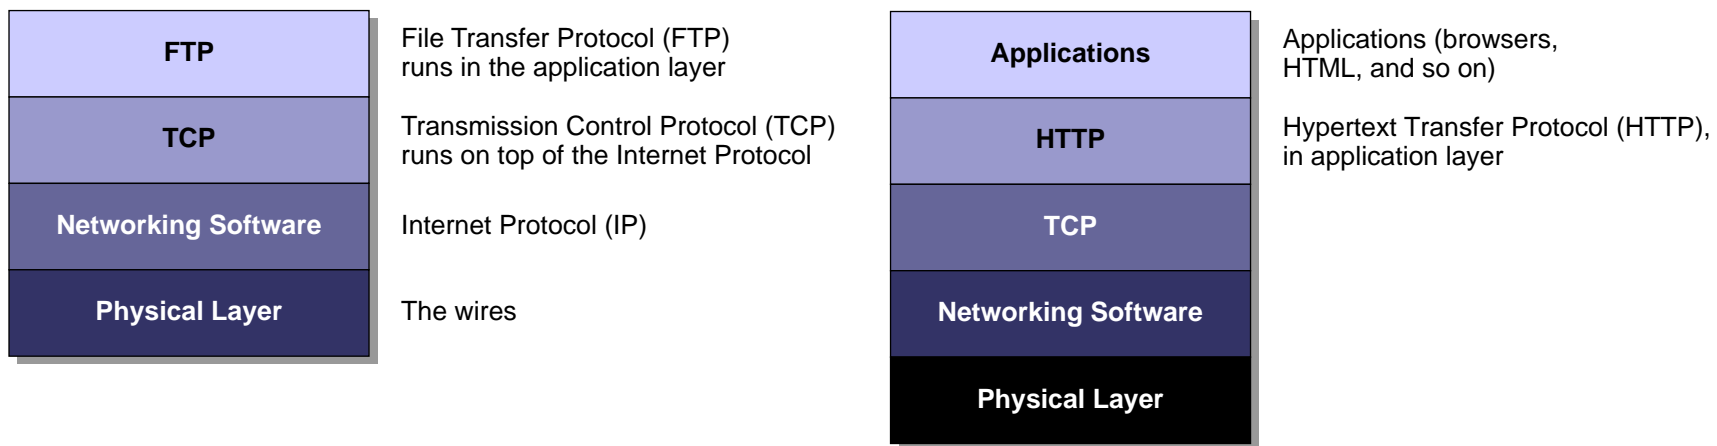 FTP
File Transfer Protocol (FTP)
runs in the application layer
TCP
Transmission Control Protocol (TCP)
runs on top of the Internet Protocol
Networking Software
Internet Protocol (IP)
Physical Layer
The wires
Applications
Applications (browsers,
HTML, and so on)
HTTP
Hypertext Transfer Protocol (HTTP),
in application layer
TCP
Networking Software
Physical Layer